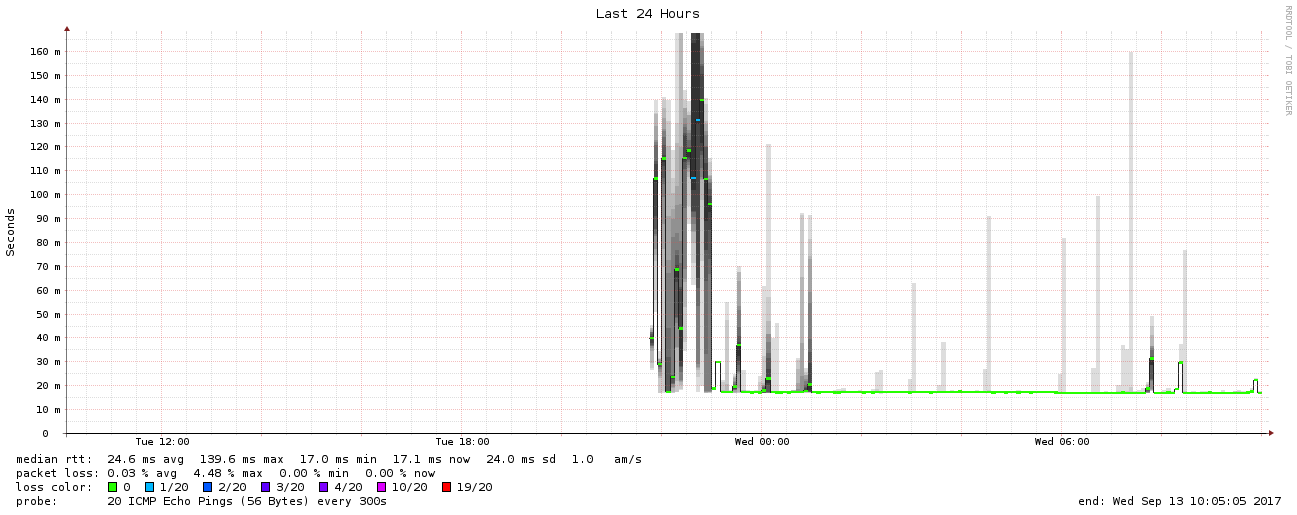 Last 24 Hours
RRDTOOL / TOBI OETIKER
Seconds
160 m
150 m
140 m
130 m
120 m
110 m
100 m
90 m
80 m
70 m
60 m
50 m
40 m
30 m
20 m
10 m
0
Tue 12:00 Tue 18:00 Wed 00:00 Wed 06:00
median rtt: 24.6 ms avg 139.6 ms max 17.0 ms min 17.1 ms now 24.0 ms sd 1.0 am/s
packet loss: 0.03 % avg 4.48 % max 0.00 % min 0.00 % now
loss color: 0 1/20 2/20 3/20 4/20 10/20 19/20
probe: 20 ICMP Echo Pings (56 Bytes) every 300s end: Wed Sep 13 10:05:05 2017